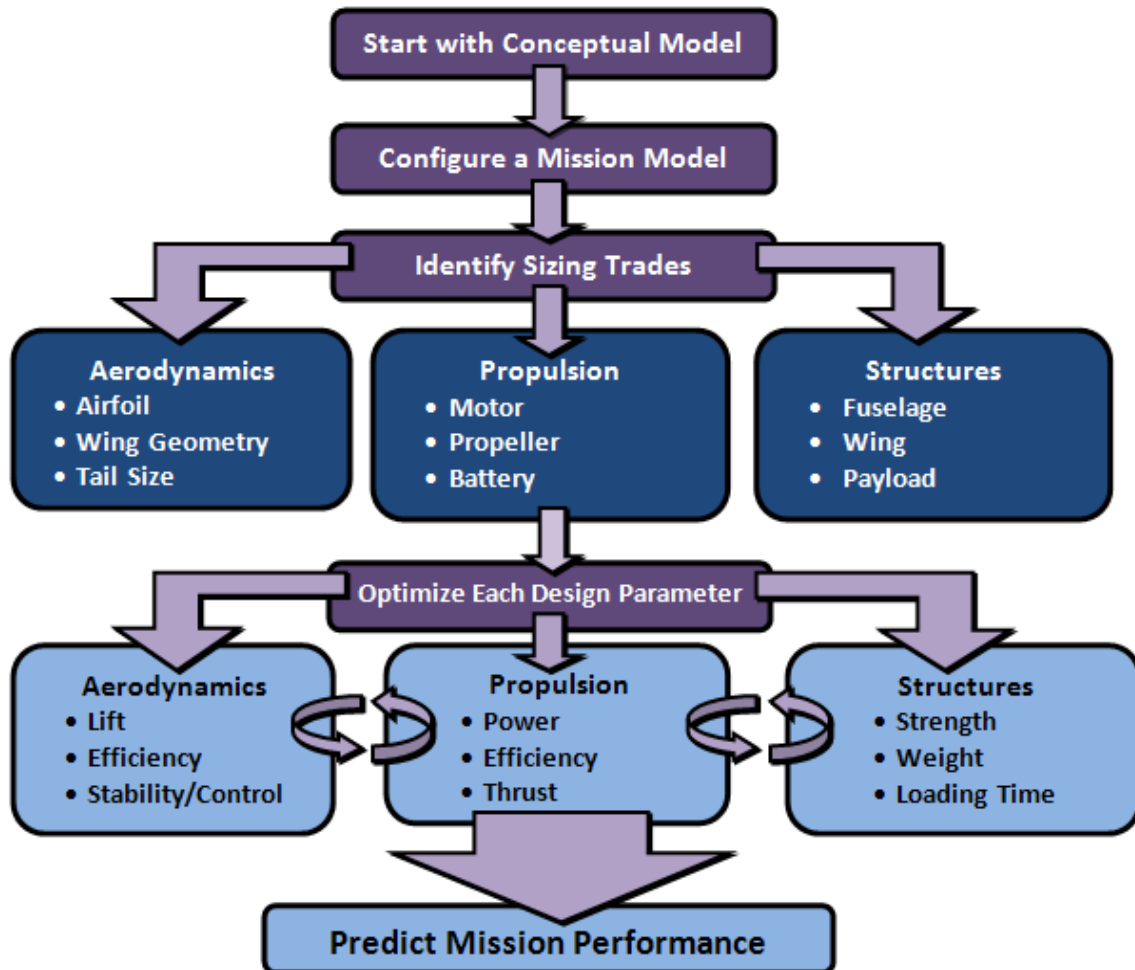 Start with Conceptual Model
Configure a Mission Model
Identify Sizing Trades
Aerodynamics
• Airfoil
• Wing Geometry
• Tail Size
Propulsion
• Motor
• Propeller
• Battery
Structures
• Fuselage
• Wing
• Payload
Optimize Each Design Parameter
Aerodynamics
• Lift
• Efficiency
• Stability/Control
Propulsion
• Power
• Efficiency
• Thrust
Structures
• Strength
• Weight
• Loading Time
Predict Mission Performance